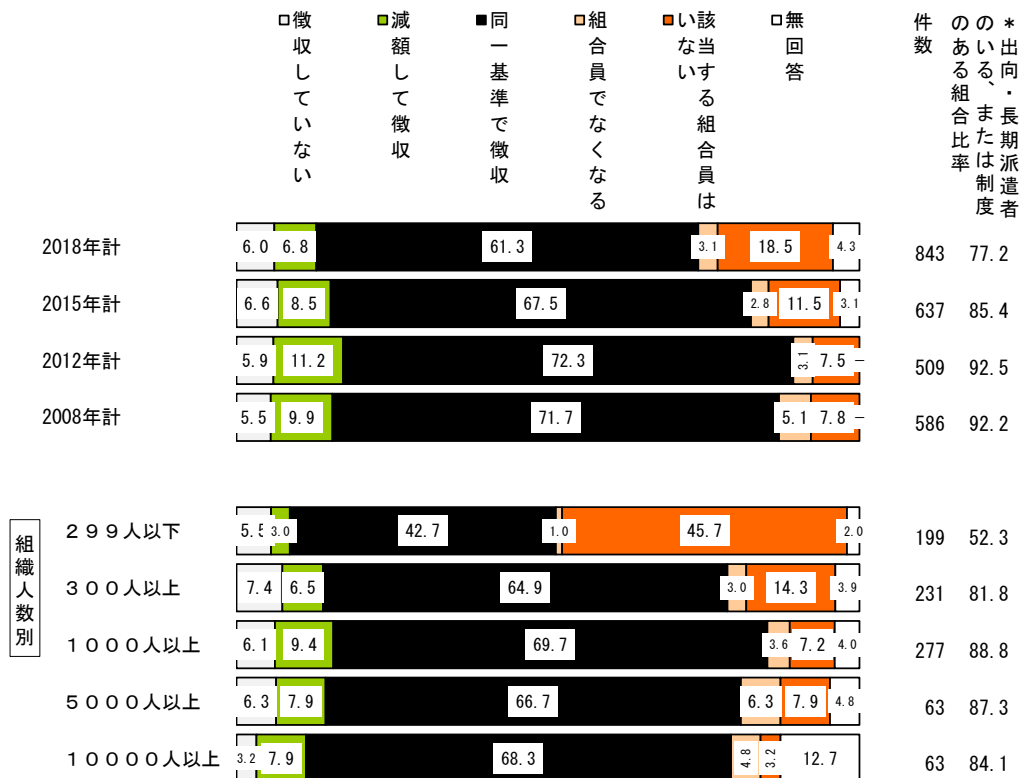 □徴収していない
■減額して徴収
■同一基準で徴収
■組合員でなくなる
■該当する組合員は
いない
□無回答
件数
＊出向・長期派遣者
のいる、または制度
のある組合比率
2018年計 6.0 6.8 61.3 3.1 18.5 4.3 843 77.2
2015年計 6.6 8.5 67.5 2.8 11.5 3.1 637 85.4
2012年計 5.9 11.2 72.3 3.1 7.5 － 509 92.5
2008年計 5.5 9.9 71.7 5.1 7.8 － 586 92.2
組織人数別
２９９人以下 5.5 3.0 42.7 1.0 45.7 2.0 199 52.3
３００人以上 7.4 6.5 64.9 3.0 14.3 3.9 231 81.8
１０００人以上 6.1 9.4 69.7 3.6 7.2 4.0 277 88.8
５０００人以上 6.3 7.9 66.7 6.3 7.9 4.8 63 87.3
１００００人以上 3.2 7.9 68.3 4.8 3.2 12.7 63 84.1